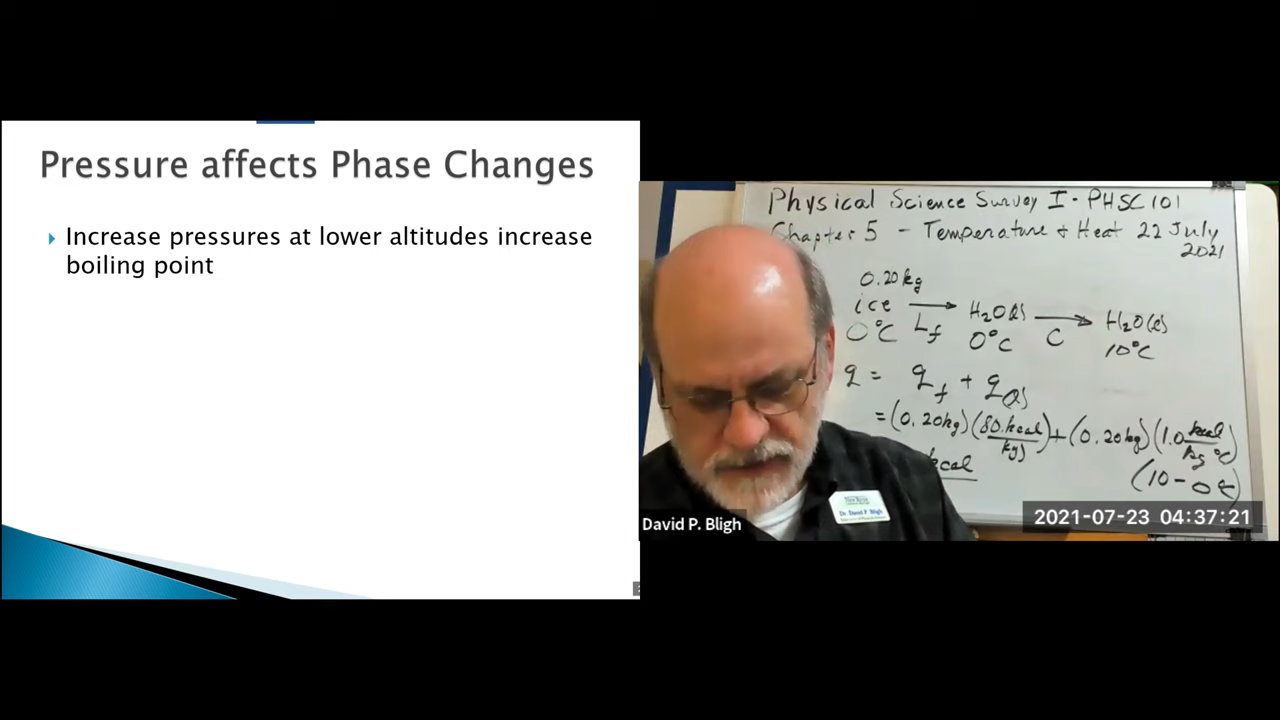 Pressure affects Phase Changes
Increase pressures at lower altitudes increase
boiling point
Physical Science Survey I - PHSC 101
Chapter 5 - Temperature & Heat 22 July
2021
0.20 kg
ice → H₂O(l) → H₂O(l)
0°C Lf 0°C C 10°C
q = qf + q(l)
= (0.20kg)(80. kcal/kg) + (0.20kg)(1.0 kcal/kg °C)
kcal (10-0°C)
Dr. David P. Bligh
David P. Bligh
2021-07-23 04:37:21